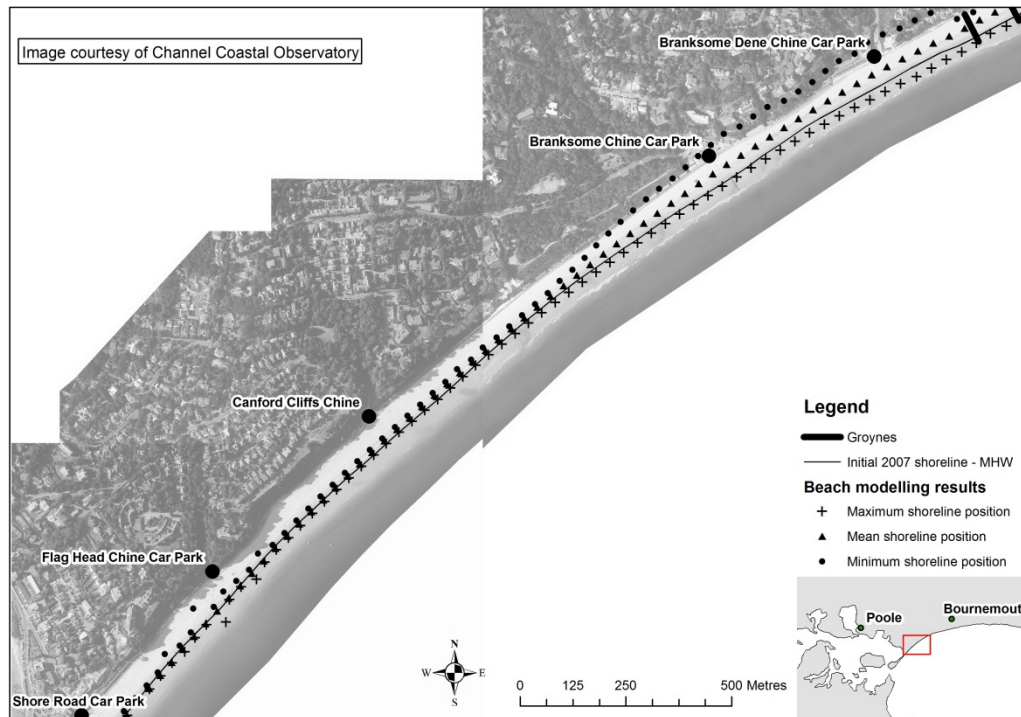 Image courtesy of Channel Coastal Observatory
Branksome Dene Chine Car Park
Branksome Chine Car Park
Canford Cliffs Chine
Flag Head Chine Car Park
Shore Road Car Park
Legend
Groynes
Initial 2007 shoreline - MHW
Beach modelling results
Maximum shoreline position
Mean shoreline position
Minimum shoreline position
N
W E
S
0 125 250 500 Metres
Poole
Bournemout